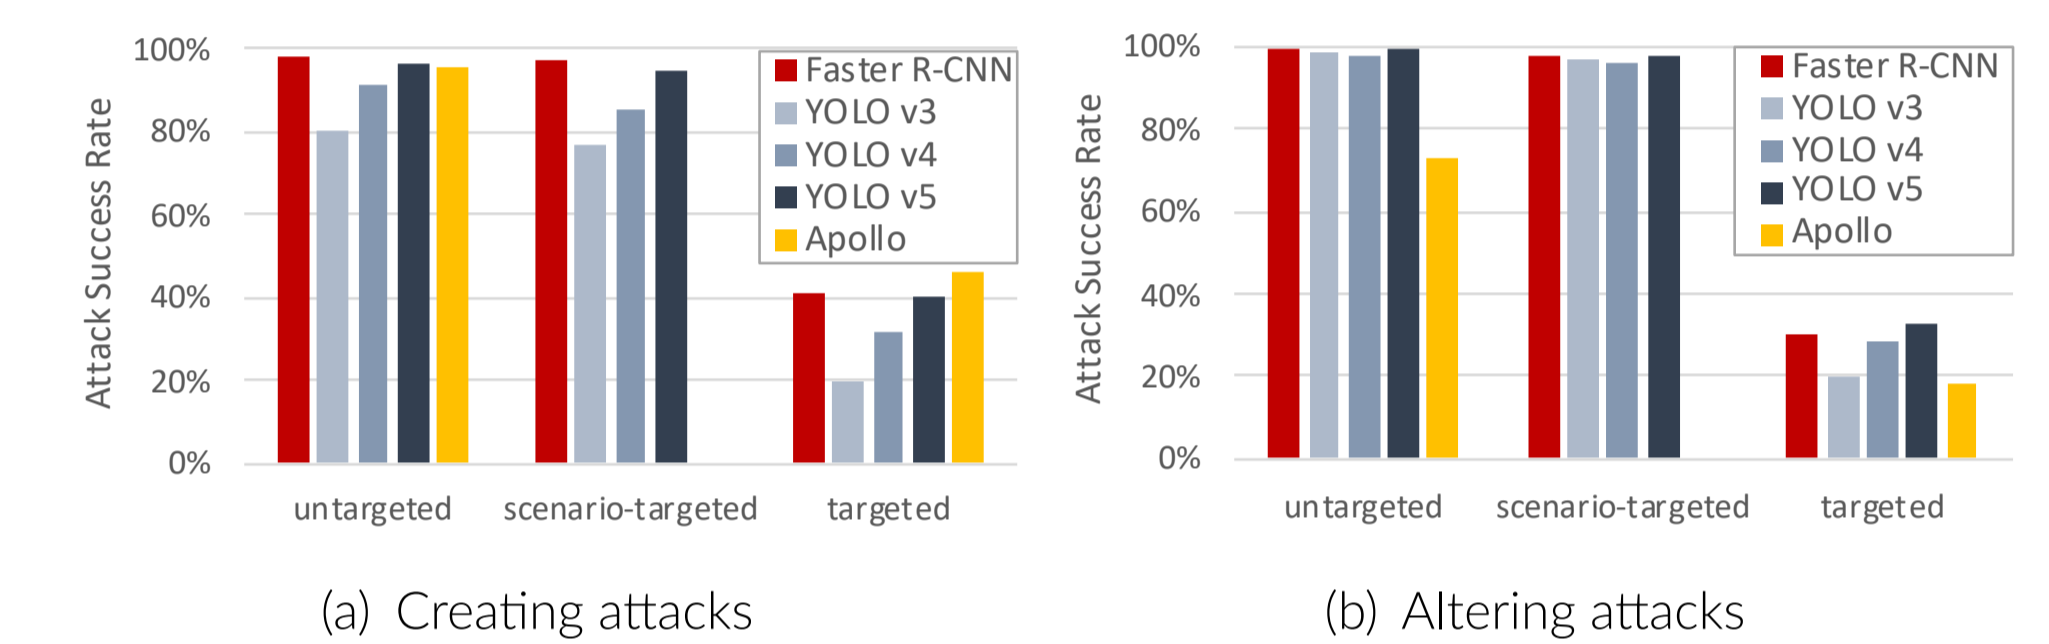 100%
80%
60%
40%
20%
0%
Attack Success Rate
Faster R-CNN
YOLO v3
YOLO v4
YOLO v5
Apollo
untargeted
scenario-targeted
targeted
(a) Creating attacks
100%
80%
60%
40%
20%
0%
Attack Success Rate
Faster R-CNN
YOLO v3
YOLO v4
YOLO v5
Apollo
untargeted
scenario-targeted
targeted
(b) Altering attacks